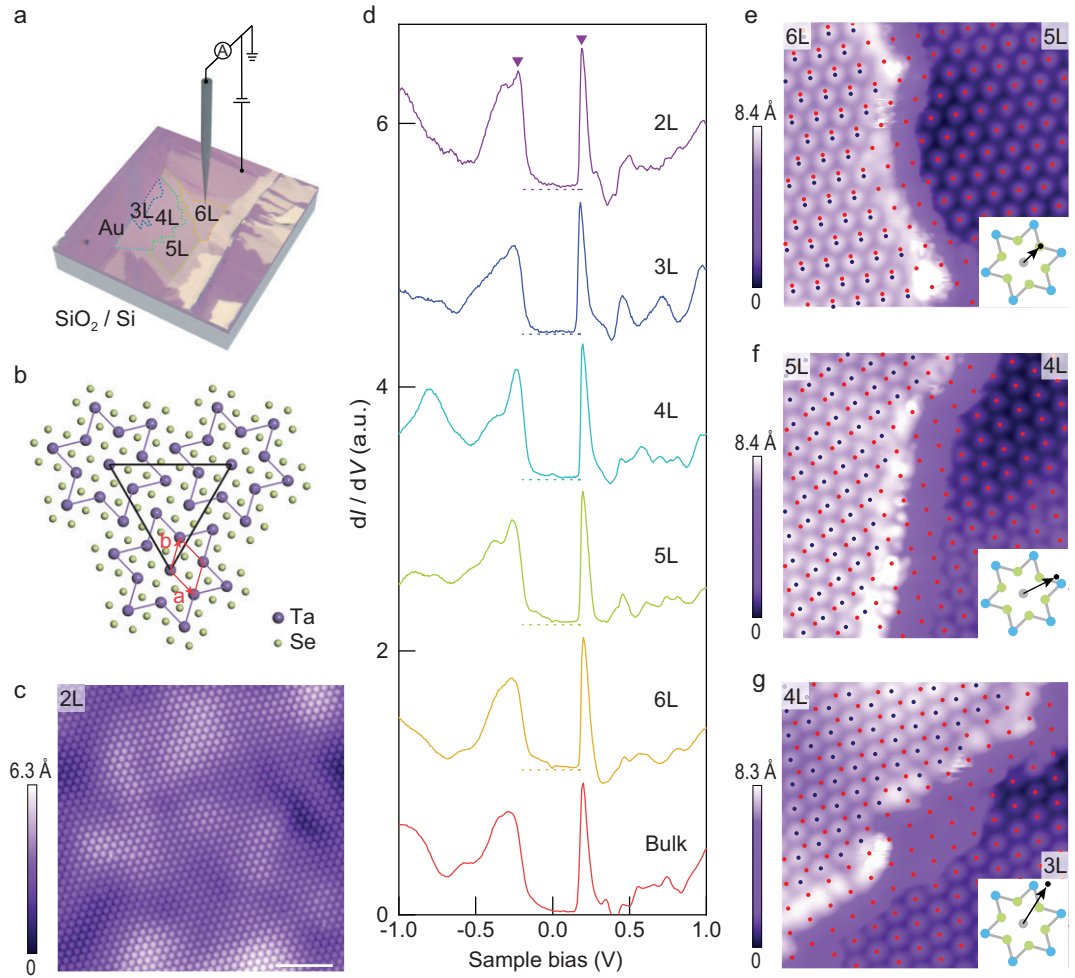 a
A
3L
4L
6L
Au
5L
SiO2 / Si
b
b
a
Ta
Se
c
2L
6.3 Å
0
d
dI / dV (a.u.)
6
4
2
0
2L
3L
4L
5L
6L
Bulk
-1.0 -0.5 0.0 0.5 1.0
Sample bias (V)
e
6L 5L
8.4 Å
0
f
5L 4L
8.4 Å
0
g
4L
8.3 Å
3L
0